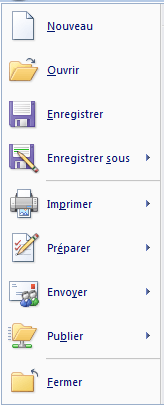 Nouveau
Ouvrir
Enregistrer
Enregistrer sous
Imprimer
Préparer
Envoyer
Publier
Fermer